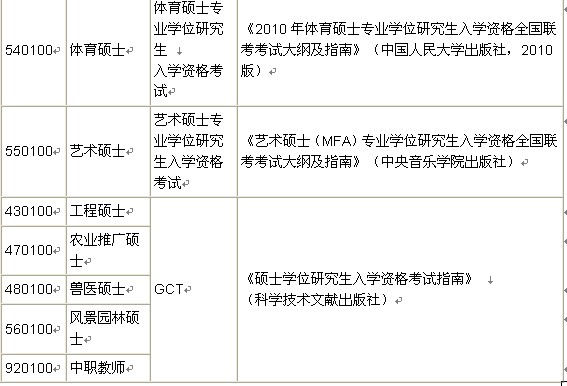 体育硕士专
业学位研究
540100 体育硕士 生 ↓ 《2010年体育硕士专业学位研究生入学资格全国联
入学资格考 考考试大纲及指南》（中国人民大学出版社，2010
试 版）
艺术硕士专
业学位研究
550100 艺术硕士 生入学资格 《艺术硕士（MFA）专业学位研究生入学资格全国联
考试 考考试大纲及指南》（中央音乐学院出版社）
430100 工程硕士
470100 农业推广硕
士
480100 兽医硕士 GCT 《硕士学位研究生入学资格考试指南》 ↓
（科学技术文献出版社）
560100 风景园林硕
士
920100 中职教师